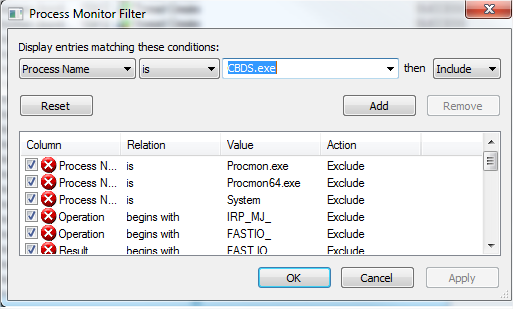 Process Monitor Filter
Display entries matching these conditions:
Process Name is CBDS.exe then Include
Reset Add Remove
Column Relation Value Action
Process N... is Procmon.exe Exclude
Process N... is Procmon64.exe Exclude
Process N... is System Exclude
Operation begins with IRP_MJ_ Exclude
Operation begins with FASTIO_ Exclude
Result begins with FAST IO Exclude
OK Cancel Apply